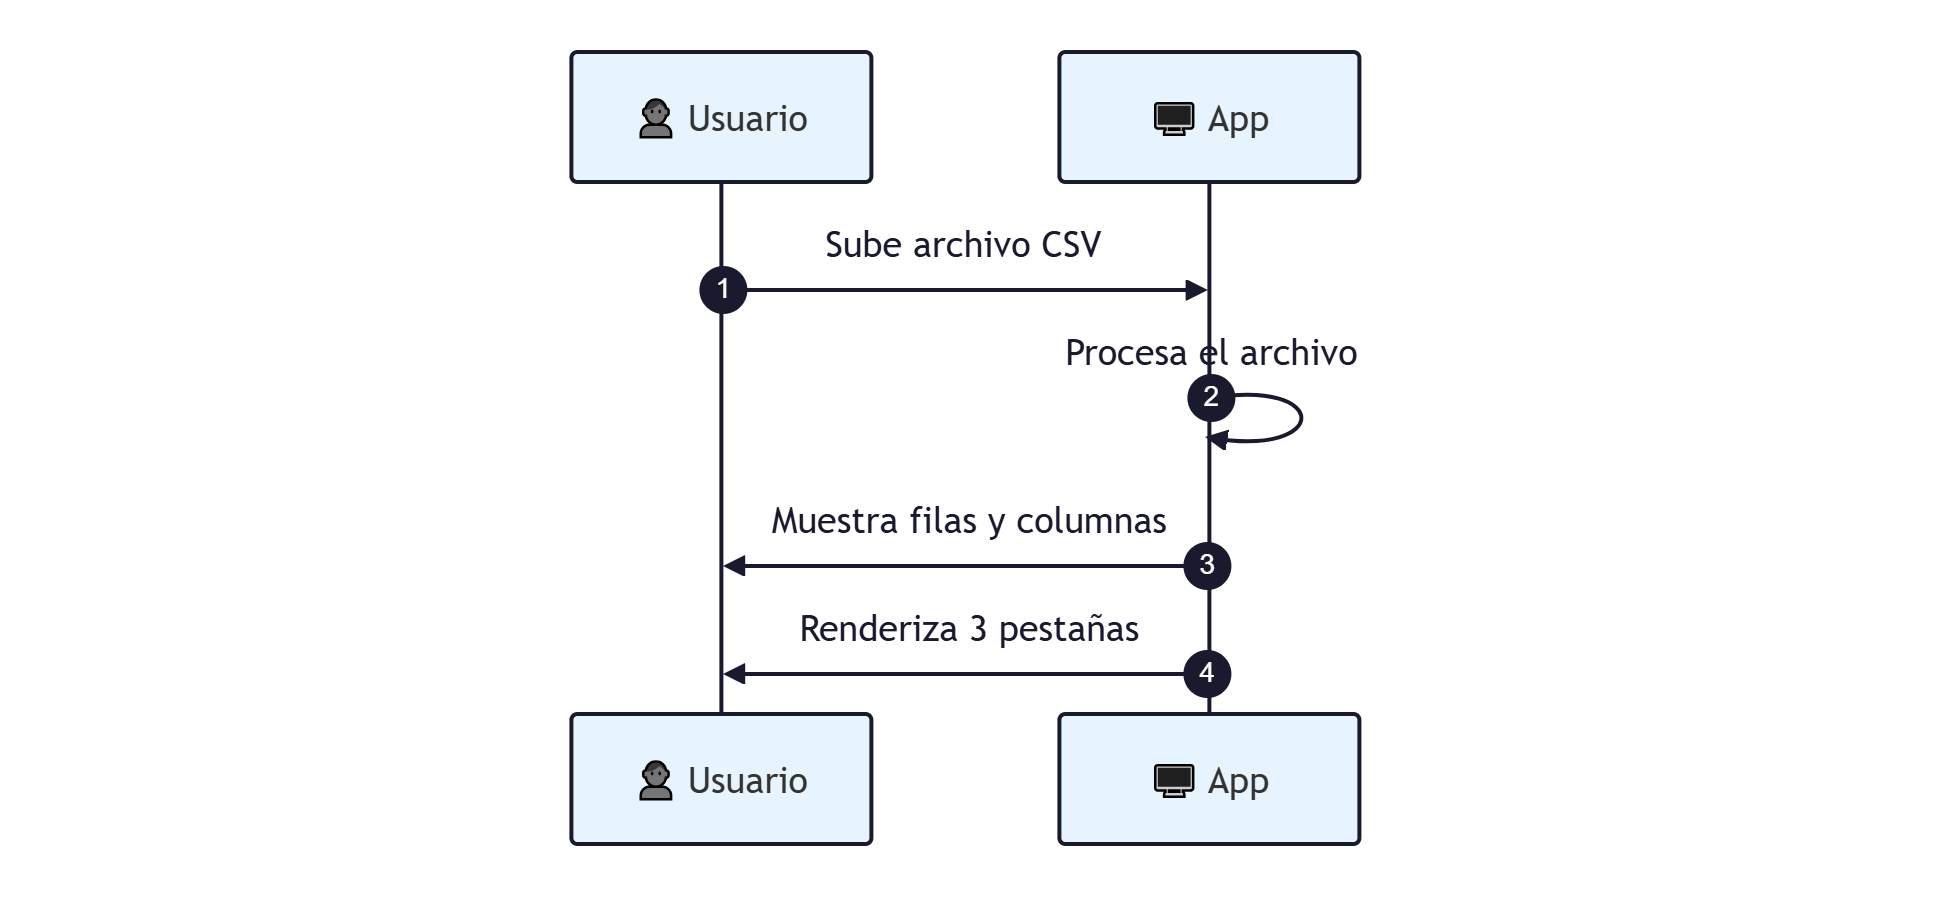 Usuario
App
Sube archivo CSV
1
Procesa el archivo
2
Muestra filas y columnas
3
Renderiza 3 pestañas
4
Usuario
App